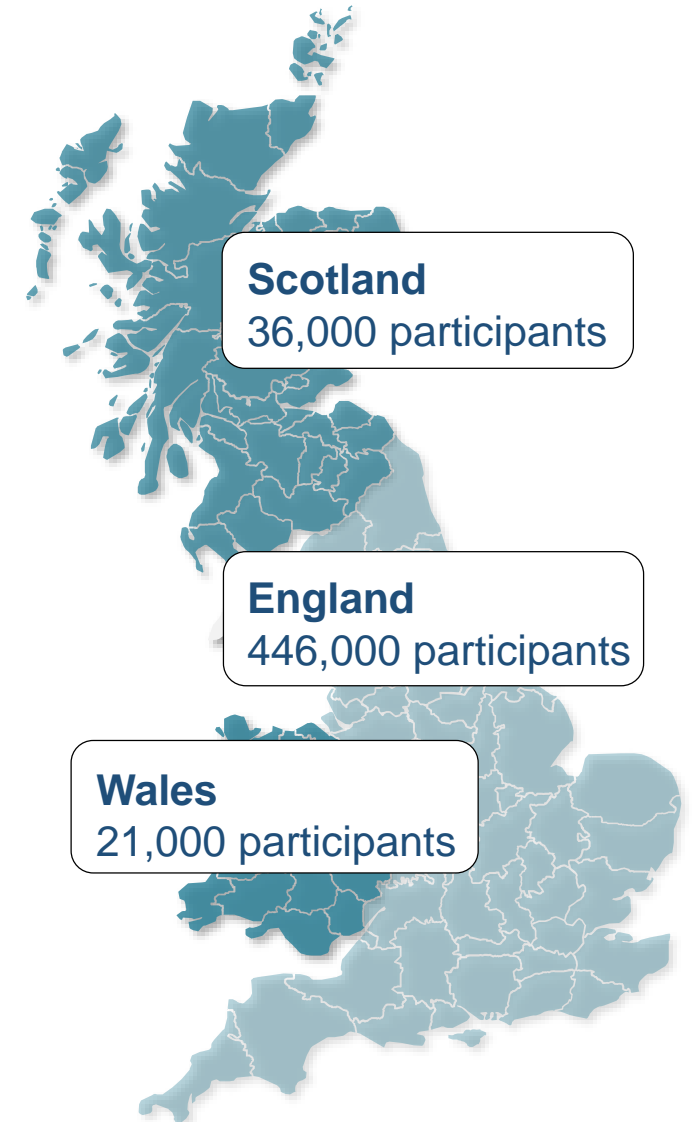 Scotland
36,000 participants
England
446,000 participants
Wales
21,000 participants